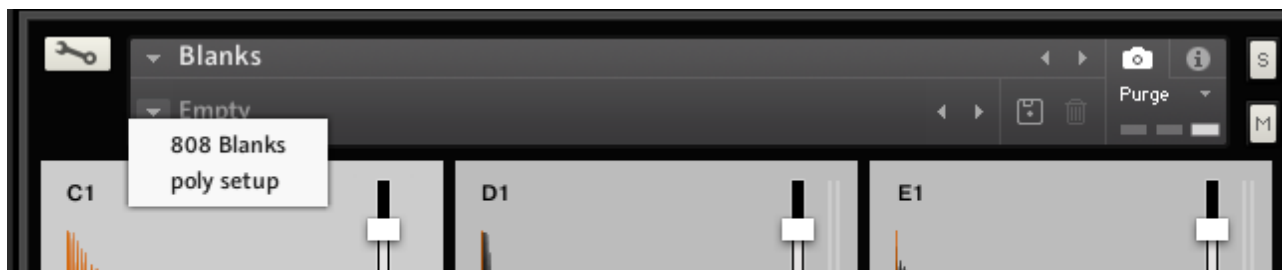 Blanks
S
Empty
Purge
M
808 Blanks
poly setup
C1
D1
E1